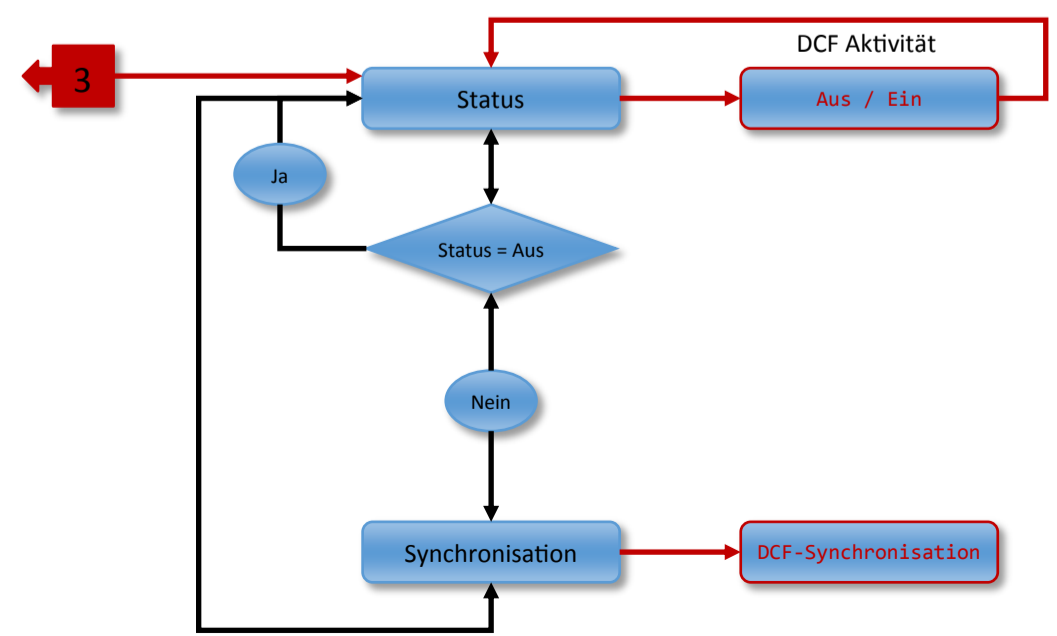 DCF Aktivität
3
Status
Aus / Ein
Ja
Status = Aus
Nein
Synchronisation
DCF-Synchronisation